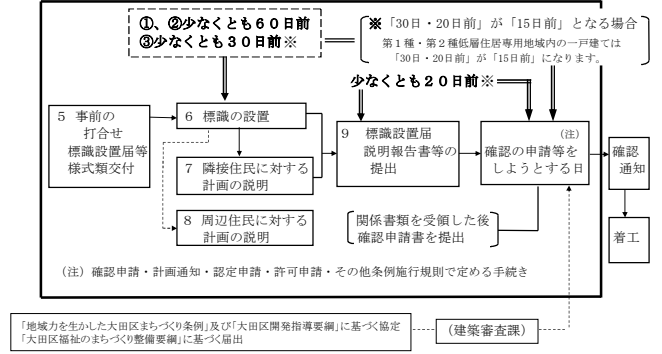 ①、②少なくとも６０日前
③少なくとも３０日前※
※「30日・20日前」が「15日前」となる場合
第１種・第２種低層住居専用地域内の一戸建ては
「30日・20日前」が「15日前」になります。
少なくとも２０日前※
5 事前の
打合せ
標識設置届等
様式類交付
6 標識の設置
7 隣接住民に対する
計画の説明
8 周辺住民に対する
計画の説明
9 標識設置届
説明報告書等の
提出
(注)
確認の申請等を
しようとする日
確認
通知
着工
関係書類を受領した後
確認申請書を提出
（注）確認申請・計画通知・認定申請・許可申請・その他条例施行規則で定める手続き
「地域力を生かした大田区まちづくり条例」及び「大田区開発指導要綱」に基づく協定
「大田区福祉のまちづくり整備要綱」に基づく届出
（建築審査課）